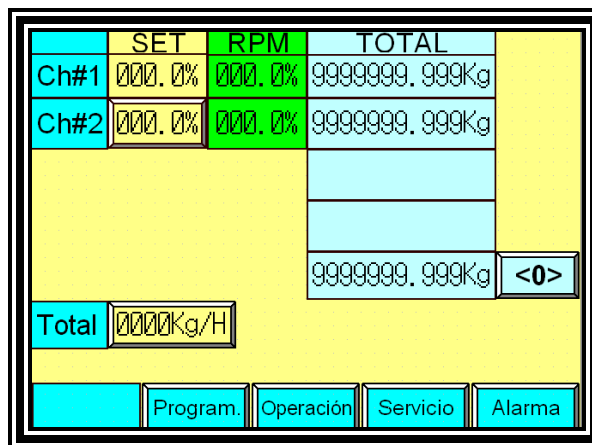 SET RPM TOTAL
Ch#1 000.0% 000.0% 9999999.999Kg
Ch#2 000.0% 000.0% 9999999.999Kg
9999999.999Kg <0>
Total 0000Kg/H
Program. Operación Servicio Alarma